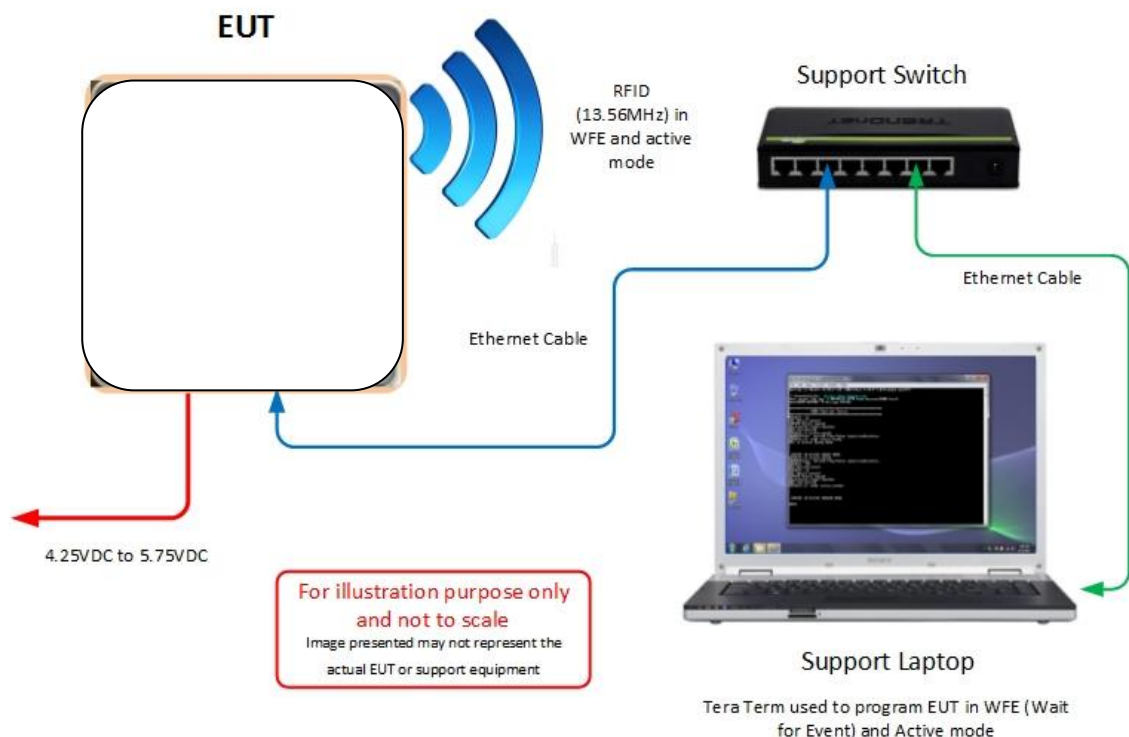 EUT
RFID
(13.56MHz) in
WFE and active
mode
Support Switch
TRENDnet
Ethernet Cable
Ethernet Cable
4.25VDC to 5.75VDC
For illustration purpose only
and not to scale
Image presented may not represent the
actual EUT or support equipment
SONY
Support Laptop
Tera Term used to program EUT in WFE (Wait
for Event) and Active mode